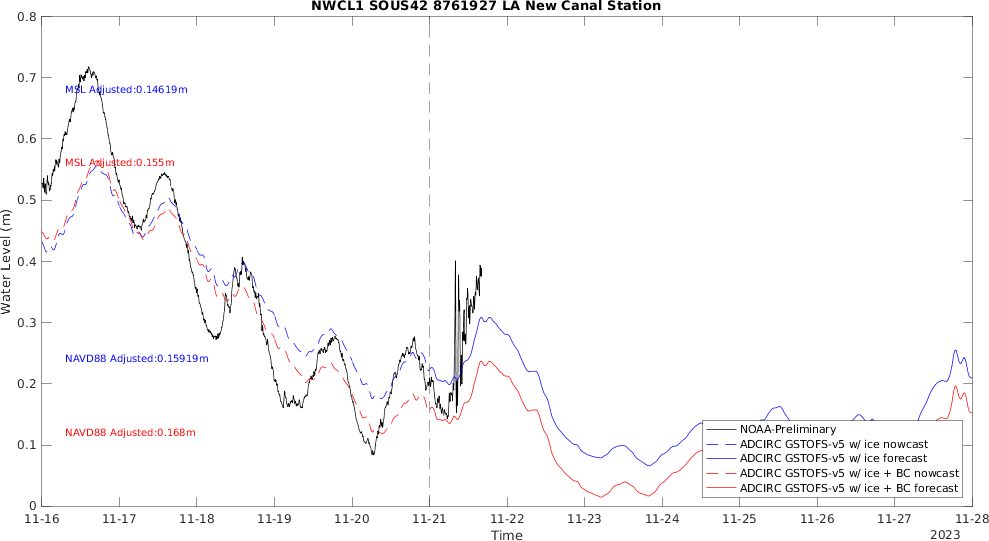 NWCL1 SOUS42 8761927 LA New Canal Station
Water Level (m)
0.8
0.7
0.6
0.5
0.4
0.3
0.2
0.1
0
MSL Adjusted:0.14619m
MSL Adjusted:0.155m
NAVD88 Adjusted:0.15919m
NAVD88 Adjusted:0.168m
NOAA-Preliminary
ADCIRC GSTOFS-v5 w/ ice nowcast
ADCIRC GSTOFS-v5 w/ ice forecast
ADCIRC GSTOFS-v5 w/ ice + BC nowcast
ADCIRC GSTOFS-v5 w/ ice + BC forecast
11-16 11-17 11-18 11-19 11-20 11-21 11-22 11-23 11-24 11-25 11-26 11-27 11-28
Time
2023